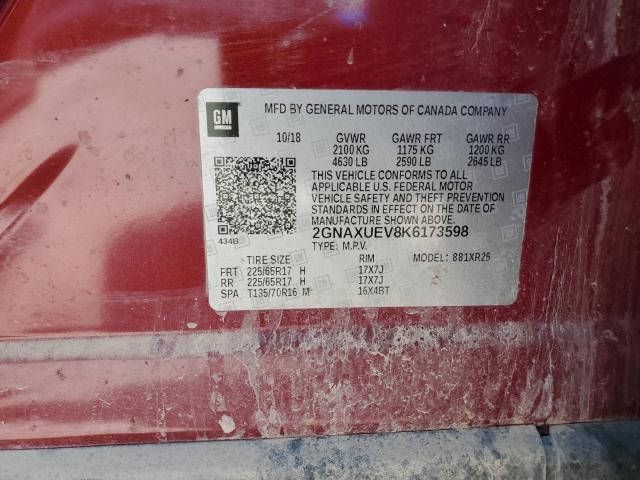 GM
MFD BY GENERAL MOTORS OF CANADA COMPANY
10/18 GVWR GAWR FRT GAWR RR
2100 KG 1175 KG 1200 KG
4630 LB 2590 LB 2645 LB
THIS VEHICLE CONFORMS TO ALL
APPLICABLE U.S. FEDERAL MOTOR
VEHICLE SAFETY AND THEFT PREVENTION
STANDARDS IN EFFECT ON THE DATE OF
MANUFACTURE SHOWN ABOVE.
2GNAXUEV8K6173598
434B TYPE: M.P.V.
TIRE SIZE RIM MODEL: 881XR26
FRT 225/65R17 H 17X7J
RR 225/65R17 H 17X7J
SPA T135/70R16 M 16X4BT